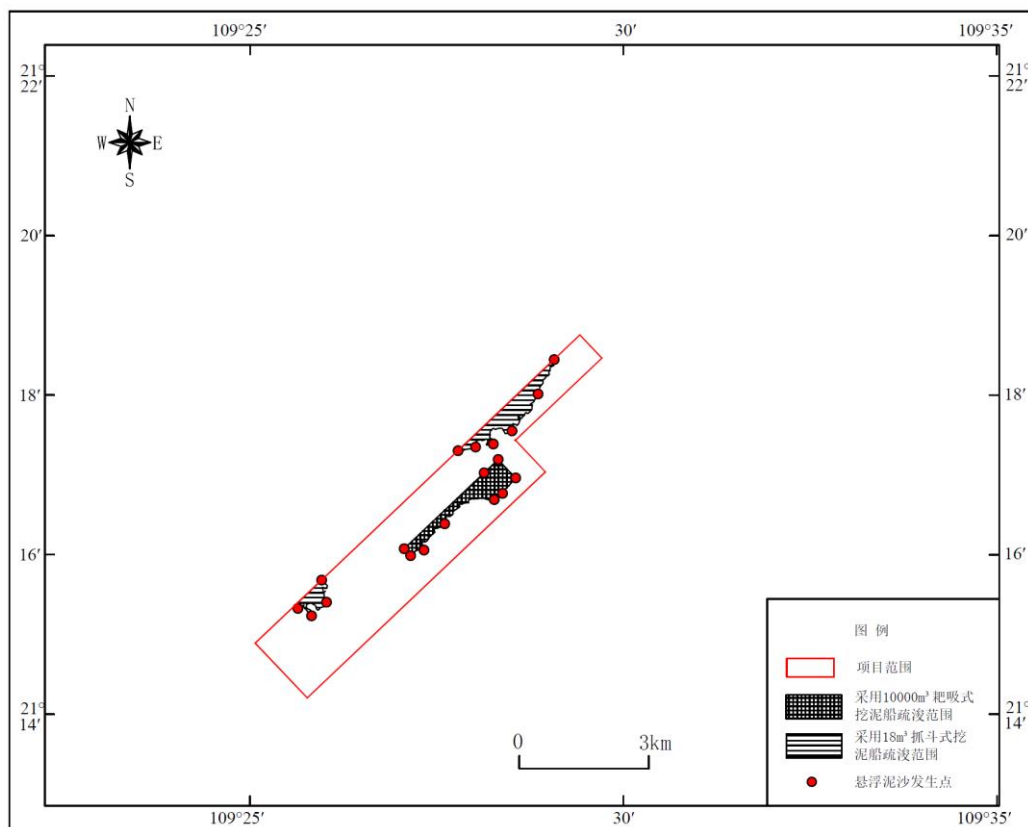 109°25′ 30′ 109°35′
21° 21°
22′ 22′
N
W E
S
20′ 20′
18′ 18′
16′ 16′
图 例
项目范围
采用10000m³耙吸式
挖泥船疏浚范围
采用18m³抓斗式挖
泥船疏浚范围
悬浮泥沙发生点
21° 21°
14′ 14′
0 3km
109°25′ 30′ 109°35′